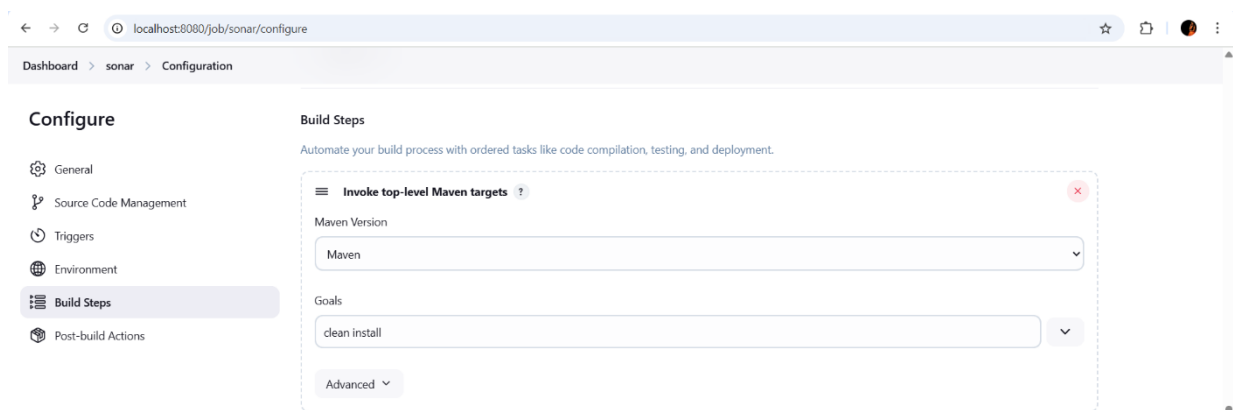 localhost:8080/job/sonar/configure
Dashboard > sonar > Configuration
Configure
General
Source Code Management
Triggers
Environment
Build Steps
Post-build Actions
Build Steps
Automate your build process with ordered tasks like code compilation, testing, and deployment.
Invoke top-level Maven targets ?
Maven Version
Maven
Goals
clean install
Advanced